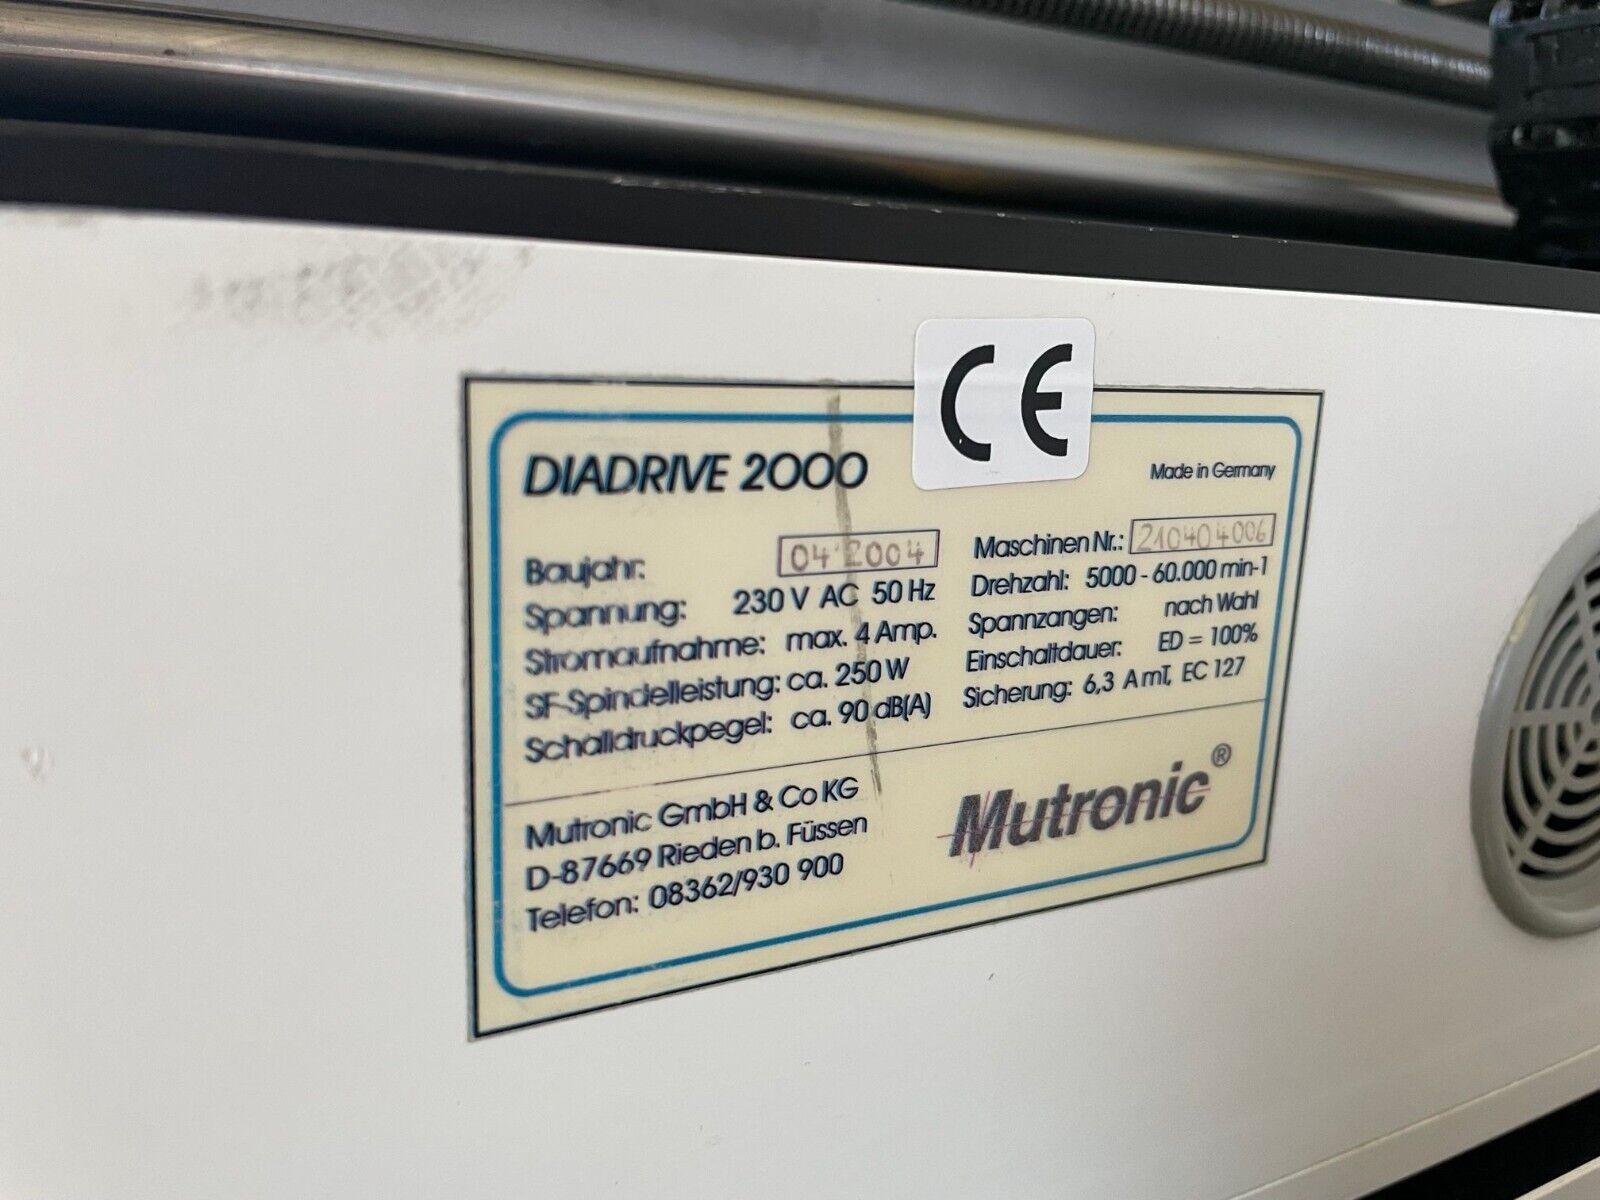 CE
DIADRIVE 2000
Made in Germany
Baujahr: 04 2004
Spannung: 230 V AC 50 Hz
Stromaufnahme: max. 4 Amp.
SF-Spindelleistung: ca. 250 W
Schalldruckpegel: ca. 90 dB(A)
Maschinen Nr.: 210404006
Drehzahl: 5000 - 60.000 min-1
Spannzangen: nach Wahl
Einschaltdauer: ED = 100%
Sicherung: 6,3 A mT, EC 127
Mutronic GmbH & Co KG
D-87669 Rieden b. Füssen
Telefon: 08362/930 900
Mutronic®